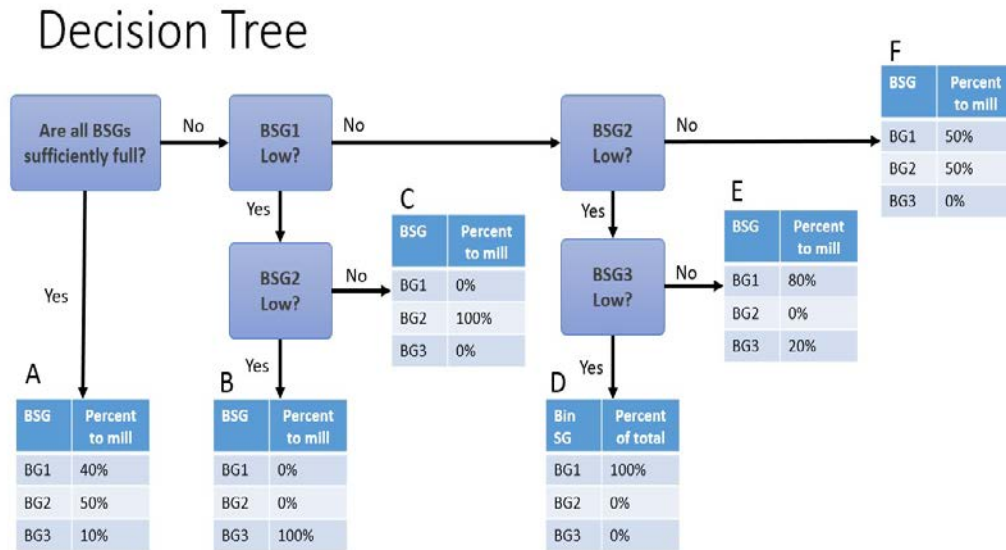 Decision Tree
Are all BSGs
sufficiently full?
No
BSG1
Low?
No
BSG2
Low?
No
F
BSG Percent
to mill
BG1 50%
BG2 50%
BG3 0%
Yes
Yes
Yes
BSG2
Low?
No
C
BSG Percent
to mill
BG1 0%
BG2 100%
BG3 0%
BSG3
Low?
No
E
BSG Percent
to mill
BG1 80%
BG2 0%
BG3 20%
Yes
Yes
A
BSG Percent
to mill
BG1 40%
BG2 50%
BG3 10%
B
BSG Percent
to mill
BG1 0%
BG2 0%
BG3 100%
D
Bin Percent
SG of total
BG1 100%
BG2 0%
BG3 0%